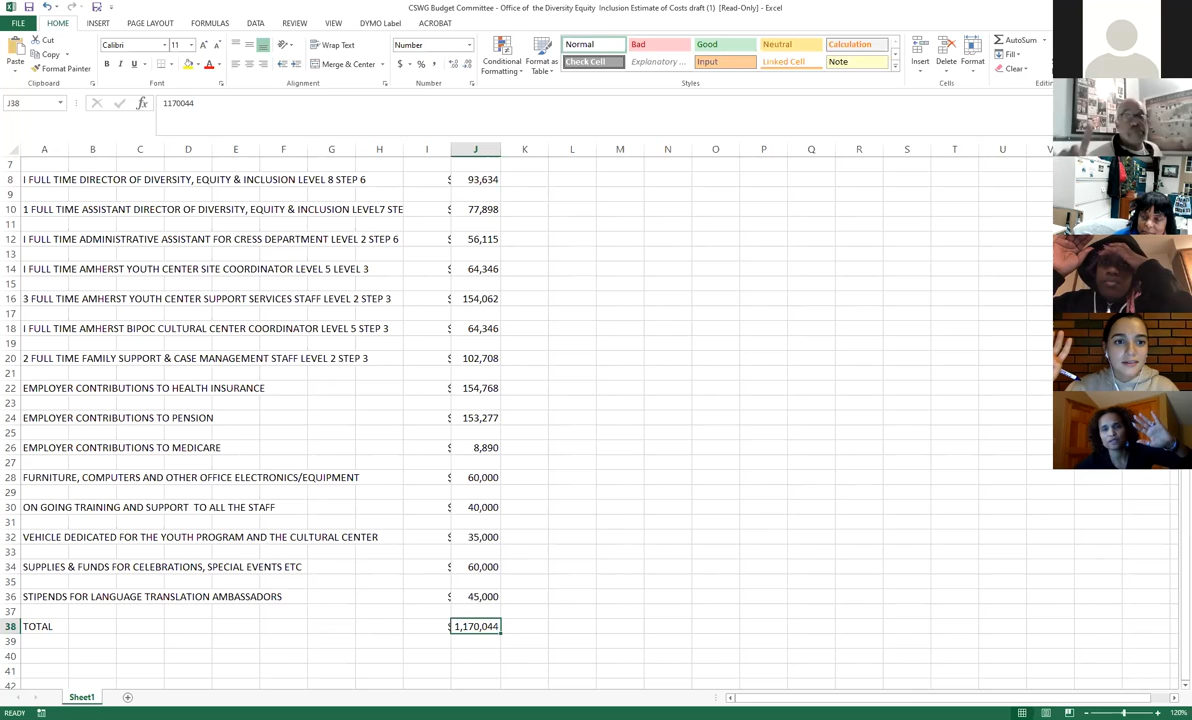 CSWG Budget Committee - Office of the Diversity Equity Inclusion Estimate of Costs draft (1) [Read-Only] - Excel
FILE HOME INSERT PAGE LAYOUT FORMULAS DATA REVIEW VIEW DYMO Label ACROBAT
Paste Cut Copy Format Painter Clipboard
Calibri 11 B I U Font
Wrap Text Merge & Center Alignment
Number $ % , Number
Conditional Formatting Format as Table
Normal Bad Good Neutral Calculation
Check Cell Explanatory ... Input Linked Cell Note
Styles
Insert Delete Format Cells
AutoSum Fill Clear Editir
J38 fx 1170044
A B C D E F G H I J K L M N O P Q R S T U V
7
8 I FULL TIME DIRECTOR OF DIVERSITY, EQUITY & INCLUSION LEVEL 8 STEP 6 $ 93,634
9
10 1 FULL TIME ASSISTANT DIRECTOR OF DIVERSITY, EQUITY & INCLUSION LEVEL7 STE $ 77,898
11
12 I FULL TIME ADMINISTRATIVE ASSISTANT FOR CRESS DEPARTMENT LEVEL 2 STEP 6 $ 56,115
13
14 I FULL TIME AMHERST YOUTH CENTER SITE COORDINATOR LEVEL 5 LEVEL 3 $ 64,346
15
16 3 FULL TIME AMHERST YOUTH CENTER SUPPORT SERVICES STAFF LEVEL 2 STEP 3 $ 154,062
17
18 I FULL TIME AMHERST BIPOC CULTURAL CENTER COORDINATOR LEVEL 5 STEP 3 $ 64,346
19
20 2 FULL TIME FAMILY SUPPORT & CASE MANAGEMENT STAFF LEVEL 2 STEP 3 $ 102,708
21
22 EMPLOYER CONTRIBUTIONS TO HEALTH INSURANCE $ 154,768
23
24 EMPLOYER CONTRIBUTIONS TO PENSION $ 153,277
25
26 EMPLOYER CONTRIBUTIONS TO MEDICARE $ 8,890
27
28 FURNITURE, COMPUTERS AND OTHER OFFICE ELECTRONICS/EQUIPMENT $ 60,000
29
30 ON GOING TRAINING AND SUPPORT TO ALL THE STAFF $ 40,000
31
32 VEHICLE DEDICATED FOR THE YOUTH PROGRAM AND THE CULTURAL CENTER $ 35,000
33
34 SUPPLIES & FUNDS FOR CELEBRATIONS, SPECIAL EVENTS ETC $ 60,000
35
36 STIPENDS FOR LANGUAGE TRANSLATION AMBASSADORS $ 45,000
37
38 TOTAL $ 1,170,044
39
40
41
42
Sheet1
READY 120%